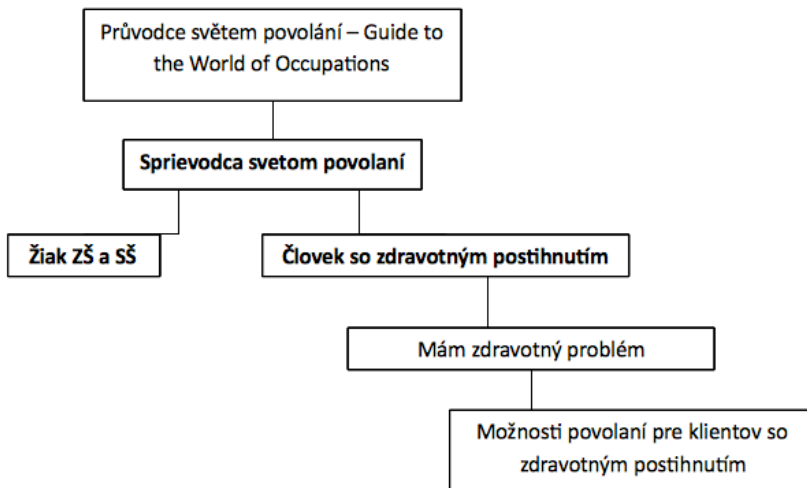 Průvodce světem povolání – Guide to
the World of Occupations
Sprievodca svetom povolaní
Žiak ZŠ a SŠ
Človek so zdravotným postihnutím
Mám zdravotný problém
Možnosti povolaní pre klientov so
zdravotným postihnutím